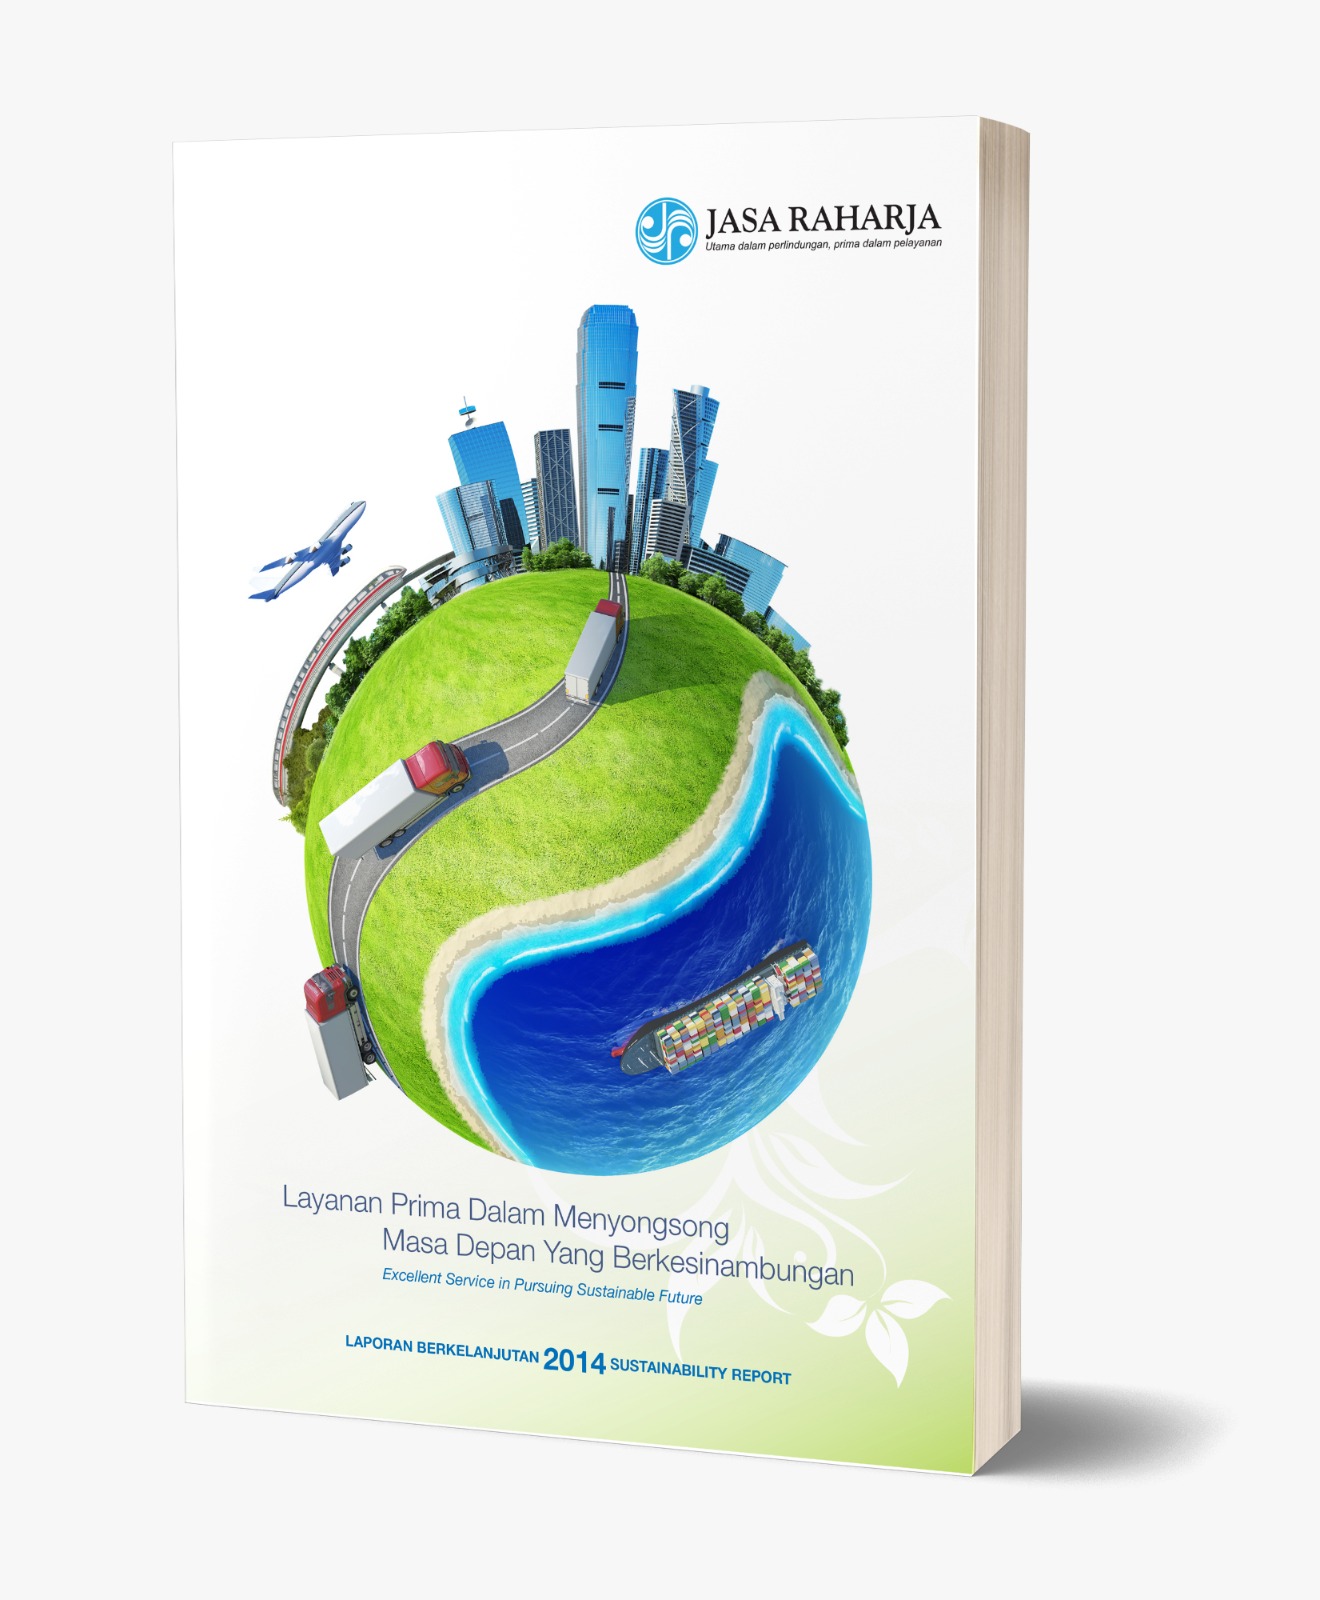 JASA RAHARJA
Utama dalam perlindungan, prima dalam pelayanan
Layanan Prima Dalam Menyongsong
Masa Depan Yang Berkesinambungan
Excellent Service in Pursuing Sustainable Future
LAPORAN BERKELANJUTAN 2014 SUSTAINABILITY REPORT